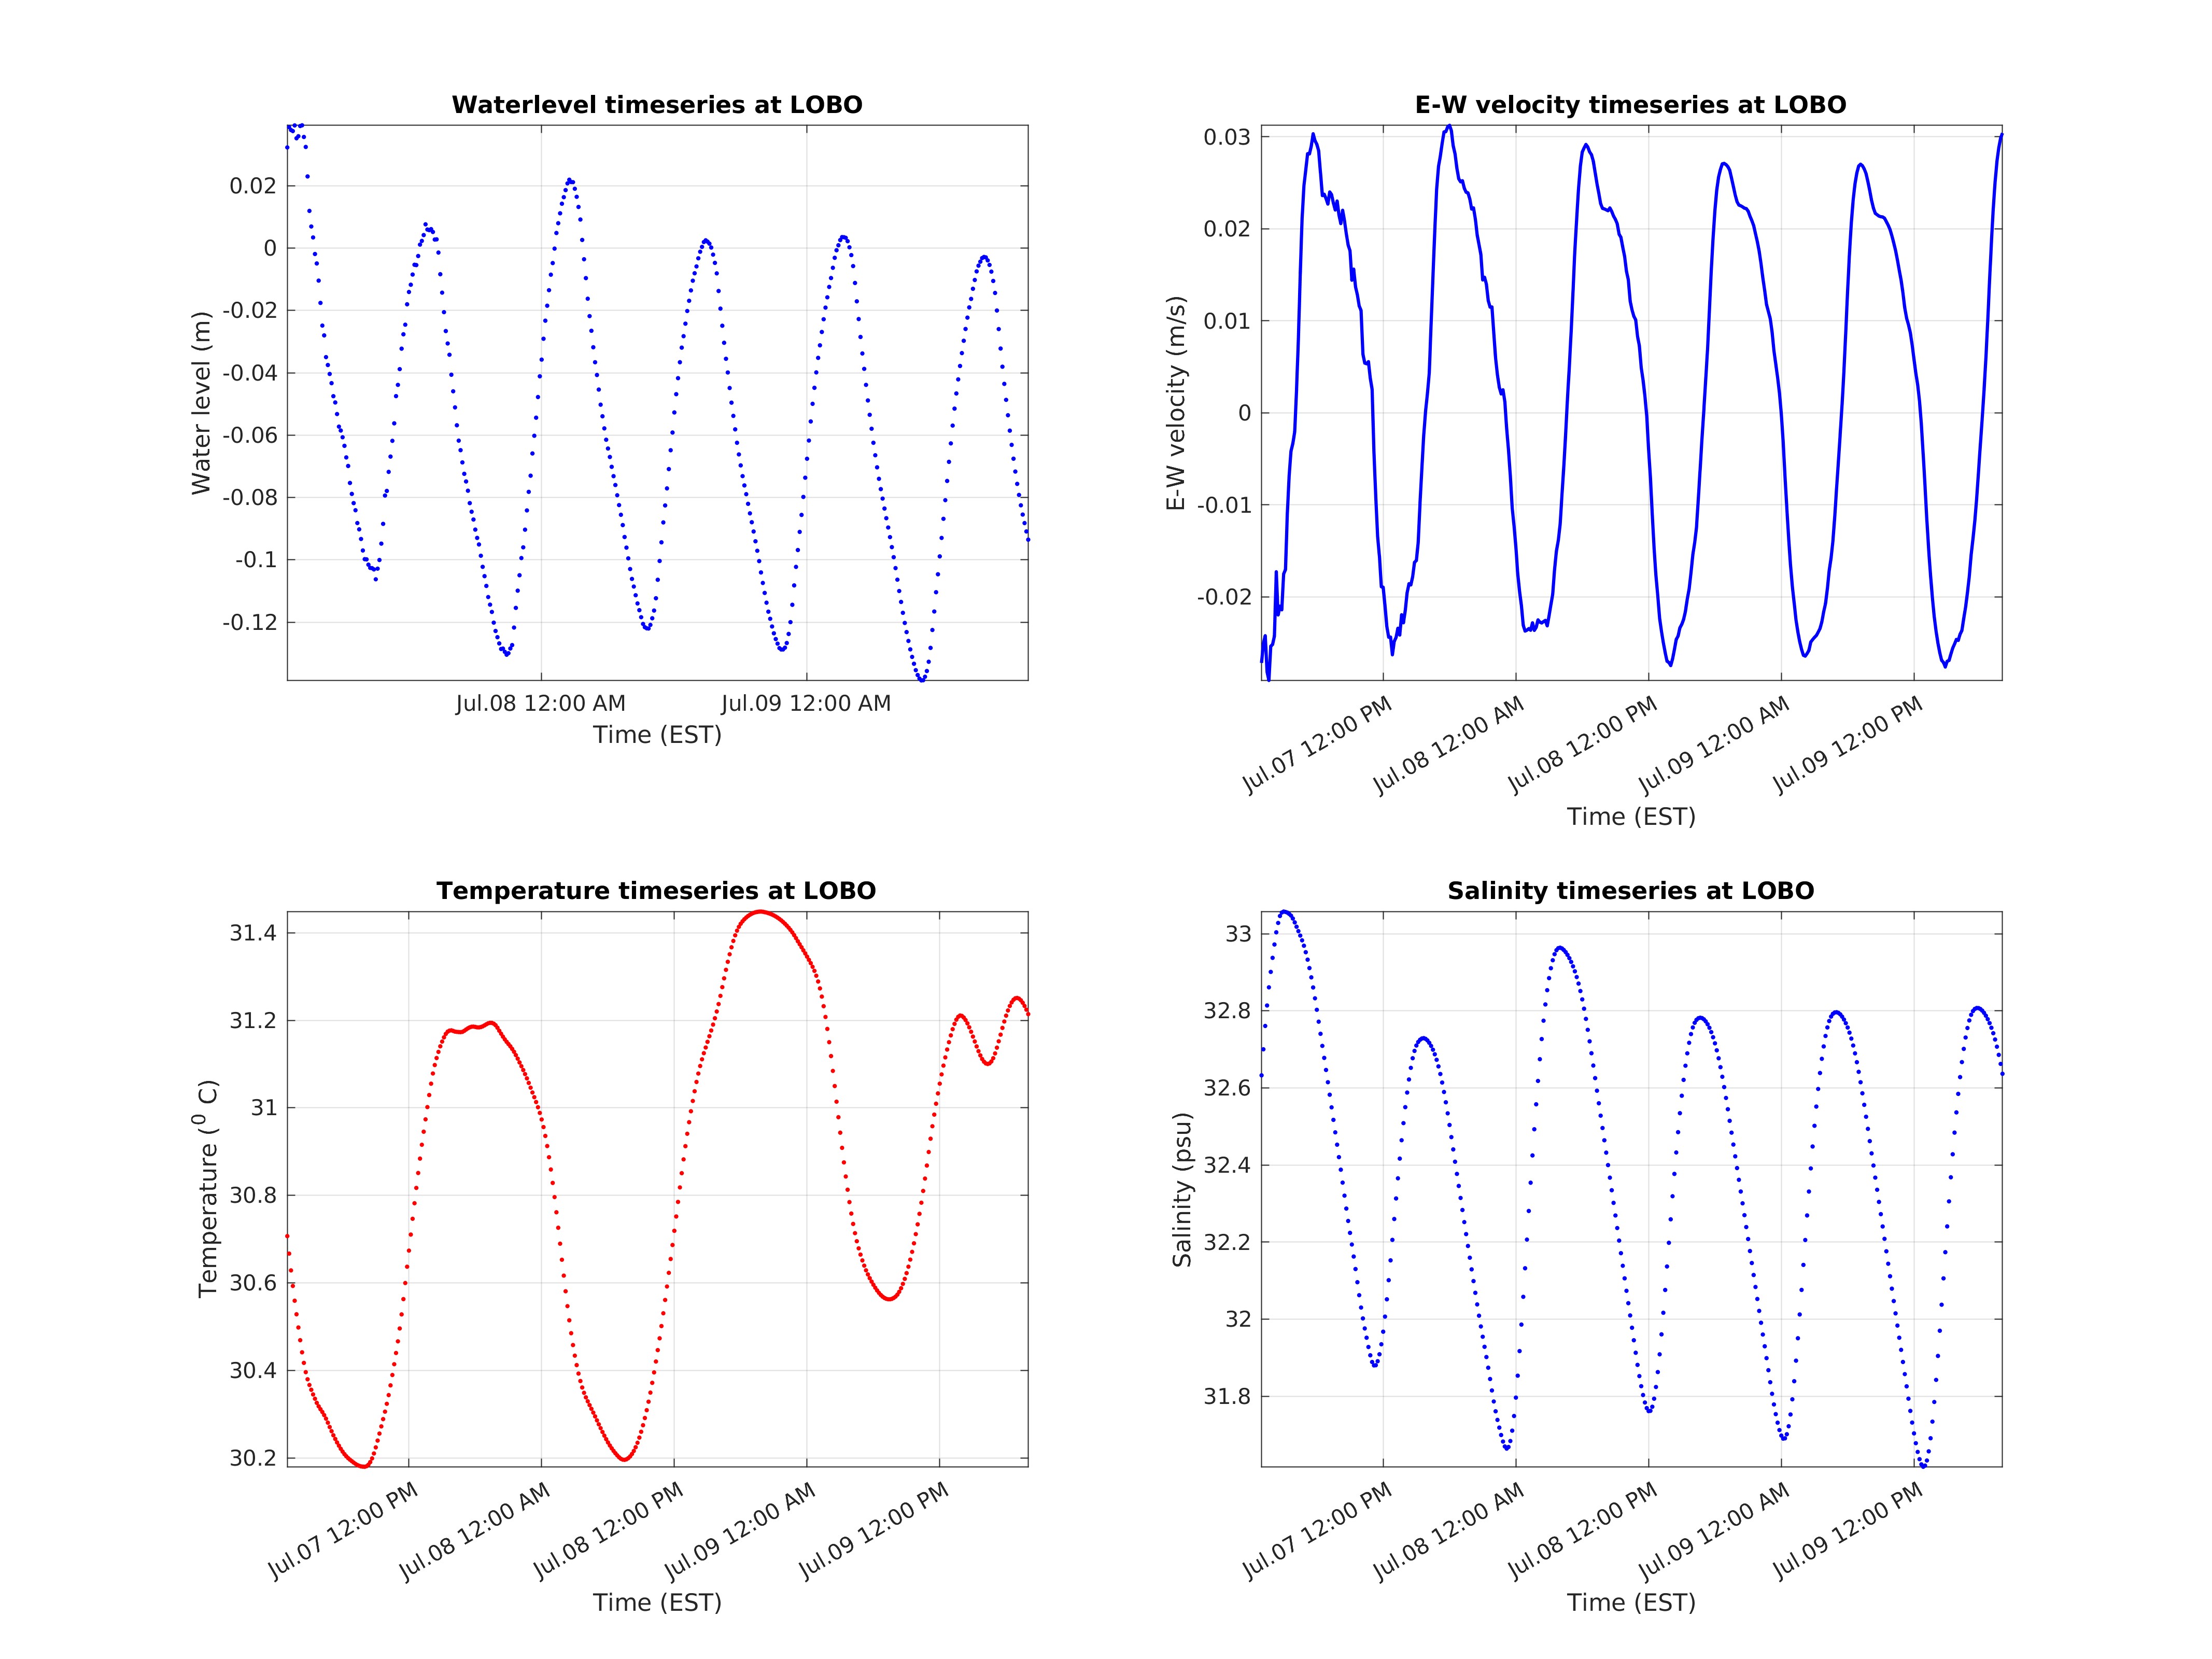 Waterlevel timeseries at LOBO
0.02
0
-0.02
-0.04
-0.06
-0.08
-0.1
-0.12
Water level (m)
Jul.08 12:00 AM
Jul.09 12:00 AM
Time (EST)
E-W velocity timeseries at LOBO
0.03
0.02
0.01
0
-0.01
-0.02
E-W velocity (m/s)
Jul.07 12:00 PM
Jul.08 12:00 AM
Jul.08 12:00 PM
Jul.09 12:00 AM
Jul.09 12:00 PM
Time (EST)
Temperature timeseries at LOBO
31.4
31.2
31
30.8
30.6
30.4
30.2
Temperature (⁰ C)
Jul.07 12:00 PM
Jul.08 12:00 AM
Jul.08 12:00 PM
Jul.09 12:00 AM
Jul.09 12:00 PM
Time (EST)
Salinity timeseries at LOBO
33
32.8
32.6
32.4
32.2
32
31.8
Salinity (psu)
Jul.07 12:00 PM
Jul.08 12:00 AM
Jul.08 12:00 PM
Jul.09 12:00 AM
Jul.09 12:00 PM
Time (EST)